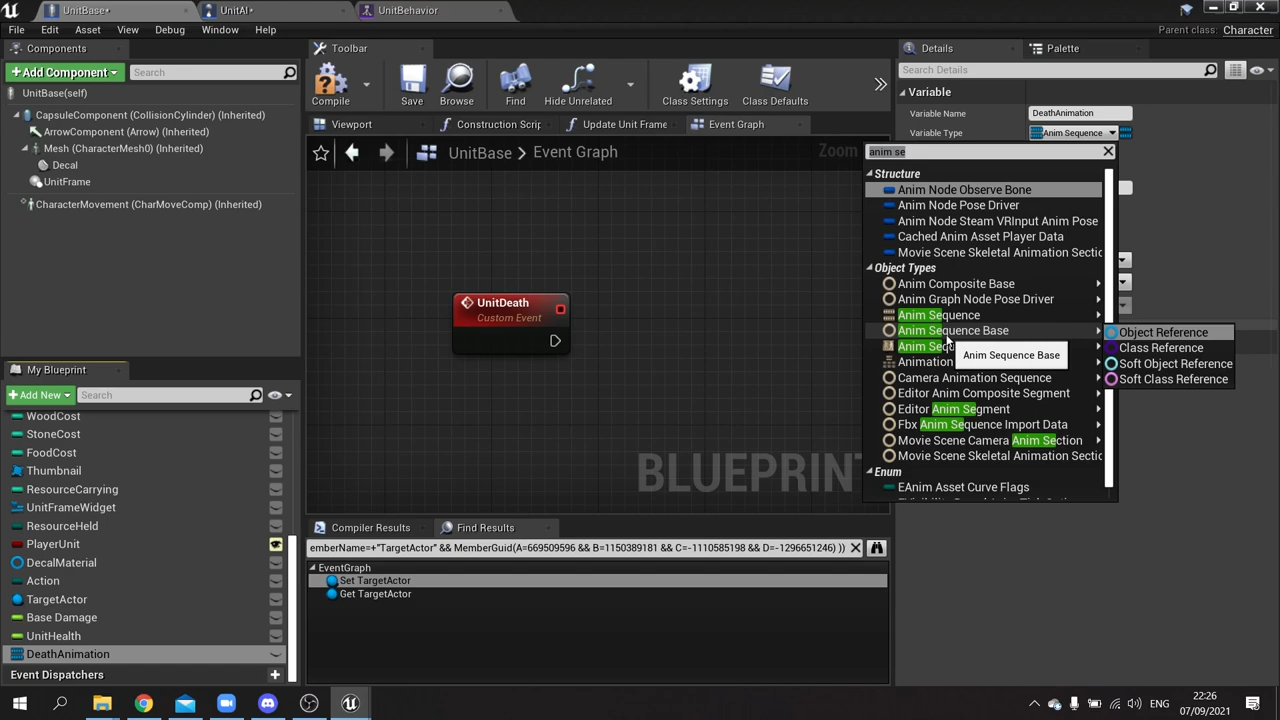 UnitBase*
UnitAI*
UnitBehavior
File
Edit
Asset
View
Debug
Window
Help
Parent class: Character
Components
Toolbar
Details
Palette
+Add Component
Search
Compile
Save
Browse
Find
Hide Unrelated
Class Settings
Class Defaults
Search Details
UnitBase(self)
Variable
Variable Name
DeathAnimation
Variable Type
Anim Sequence
CapsuleComponent (CollisionCylinder) (Inherited)
ArrowComponent (Arrow) (Inherited)
Mesh (CharacterMesh0) (Inherited)
Decal
UnitFrame
CharacterMovement (CharMoveComp) (Inherited)
Viewport
Construction Scrip
Update Unit Frame
Event Graph
UnitBase > Event Graph
Zoom
anim se
Structure
Anim Node Observe Bone
Anim Node Pose Driver
Anim Node Steam VRInput Anim Pose
Cached Anim Asset Player Data
Movie Scene Skeletal Animation Sectic
Object Types
Anim Composite Base
Anim Graph Node Pose Driver
Anim Sequence
Anim Sequence Base
Anim Seq
Animation
Anim Sequence Base
Camera Animation Sequence
Editor Anim Composite Segment
Editor Anim Segment
Fbx Anim Sequence Import Data
Movie Scene Camera Anim Section
Movie Scene Skeletal Animation Sectic
Enum
EAnim Asset Curve Flags
Object Reference
Class Reference
Soft Object Reference
Soft Class Reference
UnitDeath
Custom Event
BLUEPRINT
My Blueprint
+Add New
Search
WoodCost
StoneCost
FoodCost
Thumbnail
ResourceCarrying
UnitFrameWidget
ResourceHeld
PlayerUnit
DecalMaterial
Action
TargetActor
Base Damage
UnitHealth
DeathAnimation
Event Dispatchers
Compiler Results
Find Results
emberName=+"TargetActor" && MemberGuid(A=669509596 && B=1150389181 && C=-1110585198 && D=-1296651246) ))
EventGraph
Set TargetActor
Get TargetActor
ENG
22:26
07/09/2021